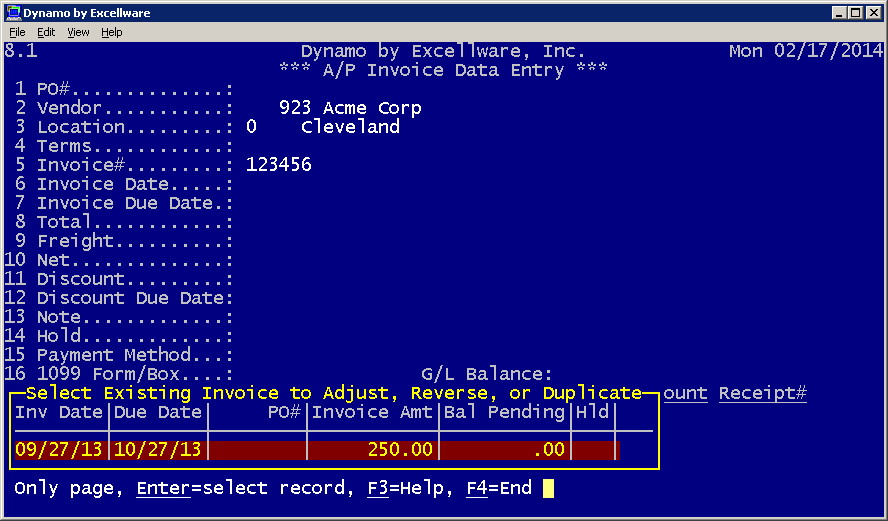 Dynamo by Excellware
File Edit View Help
8.1 Dynamo by Excellware, Inc. Mon 02/17/2014
*** A/P Invoice Data Entry ***
1 PO#..............:
2 Vendor...........: 923 Acme Corp
3 Location.........: 0 Cleveland
4 Terms............:
5 Invoice#.........: 123456
6 Invoice Date.....:
7 Invoice Due Date.:
8 Total............:
9 Freight..........:
10 Net..............:
11 Discount.........:
12 Discount Due Date:
13 Note.............:
14 Hold.............:
15 Payment Method...:
16 1099 Form/Box....: G/L Balance:
Select Existing Invoice to Adjust, Reverse, or Duplicate ount Receipt#
Inv Date|Due Date| PO#|Invoice Amt|Bal Pending|Hld|
09/27/13|10/27/13| | 250.00| .00| |
Only page, Enter=select record, F3=Help, F4=End